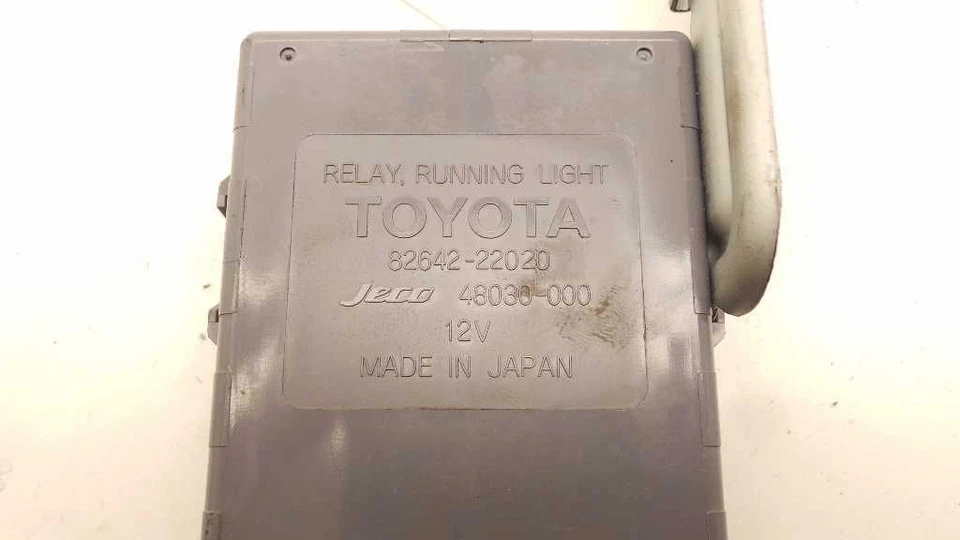 RELAY, RUNNING LIGHT
TOYOTA
82642-22020
Jeco 48030-000
12V
MADE IN JAPAN